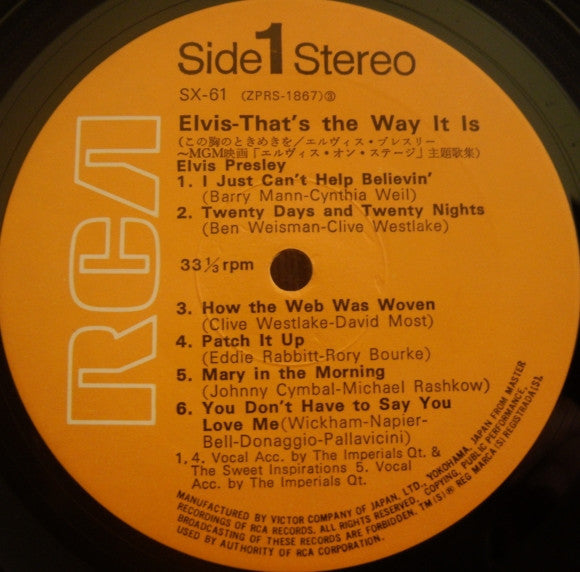 Side 1 Stereo
SX-61 (ZPRS-1867)③
Elvis-That's the Way It Is
(この胸のときめきを/エルヴィス・プレスリー
〜MGM映画「エルヴィス・オン・ステージ」主題歌集)
Elvis Presley
1. I Just Can't Help Believin'
(Barry Mann-Cynthia Weil)
2. Twenty Days and Twenty Nights
(Ben Weisman-Clive Westlake)
33⅓rpm
3. How the Web Was Woven
(Clive Westlake-David Most)
4. Patch It Up
(Eddie Rabbitt-Rory Bourke)
5. Mary in the Morning
(Johnny Cymbal-Michael Rashkow)
6. You Don't Have to Say You
Love Me(Wickham-Napier-
Bell-Donaggio-Pallavicini)
1.4. Vocal Acc. by The Imperials Qt. &
The Sweet Inspirations 5. Vocal
Acc. by The Imperials Qt.
MANUFACTURED BY VICTOR COMPANY OF JAPAN, LTD., YOKOHAMA, JAPAN FROM MASTER
RECORDINGS OF RCA RECORDS. ALL RIGHTS RESERVED, COPYING, PUBLIC PERFORMANCE,
BROADCASTING OF THESE RECORDS ARE FORBIDDEN. TM(S)® REG MARCA(S) REGISTRADA(S).
USED BY AUTHORITY OF RCA CORPORATION.
RCA